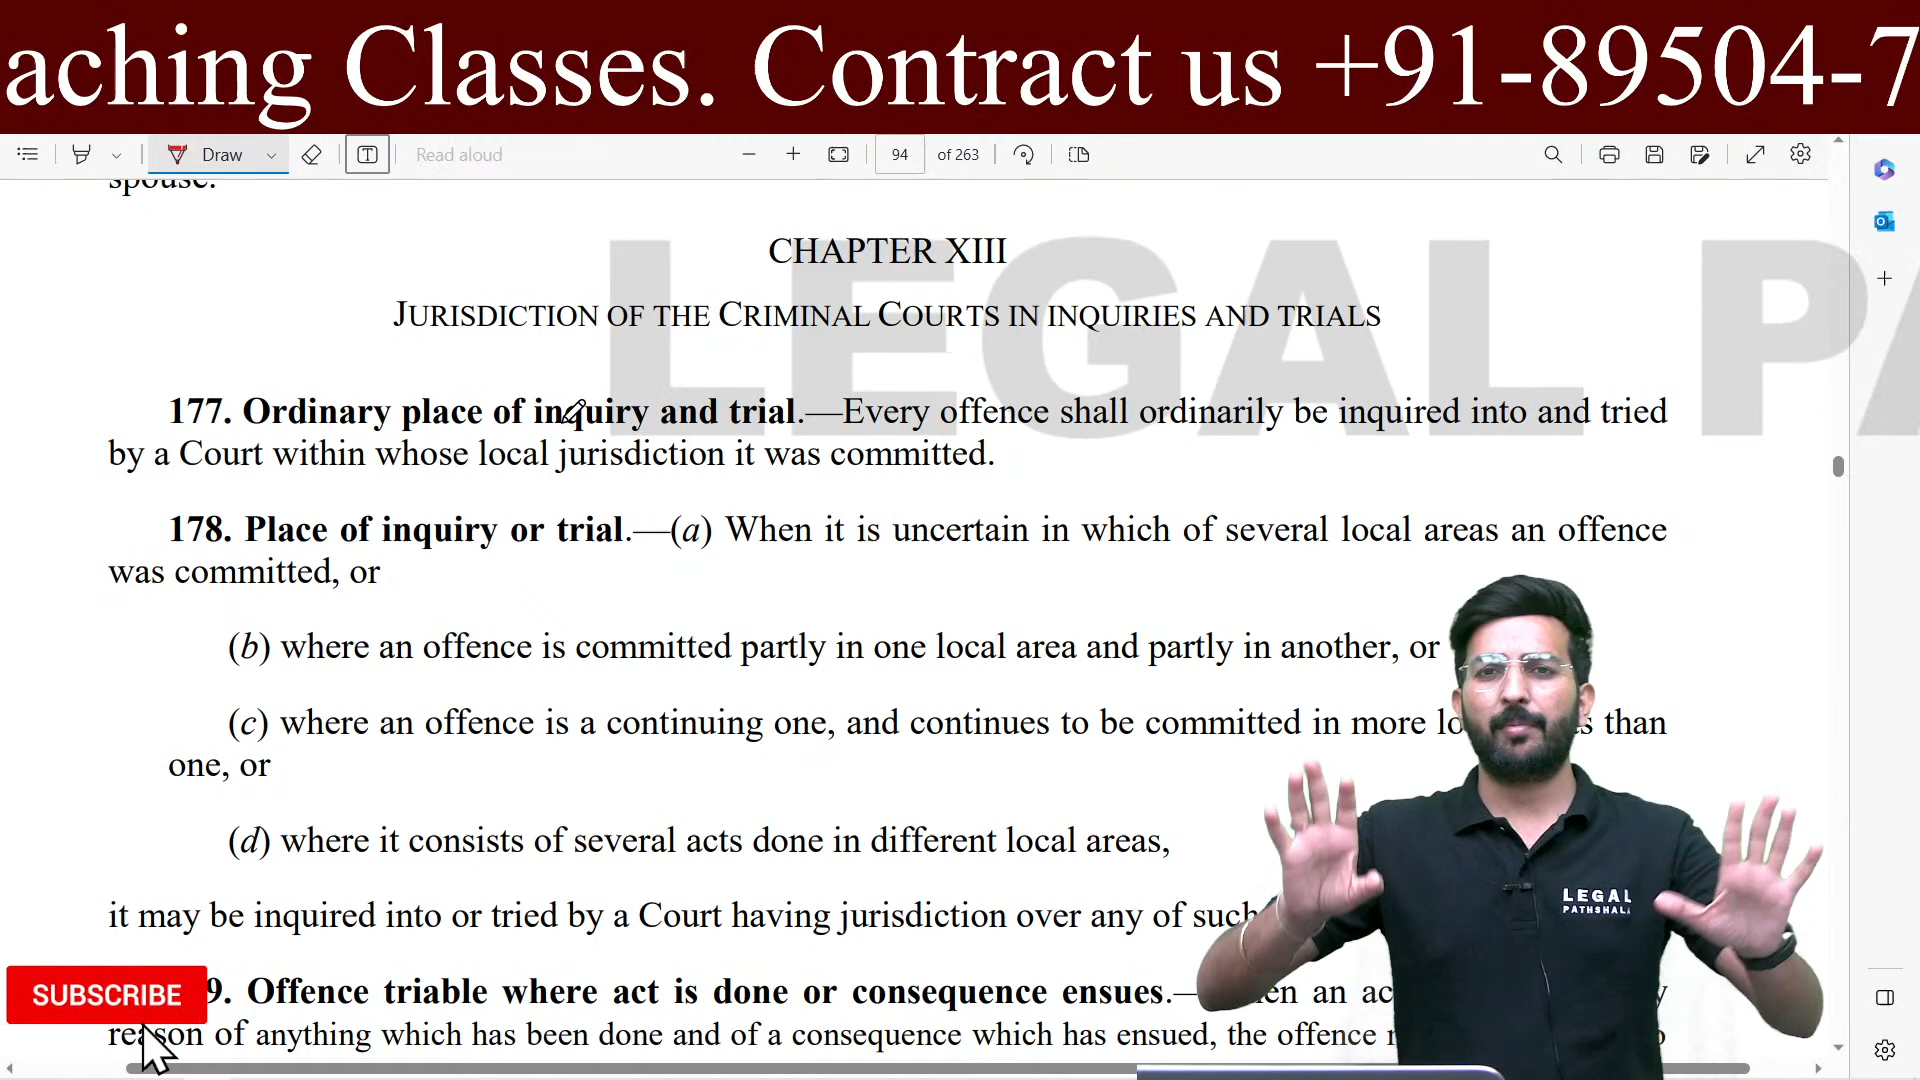 aching Classes. Contract us +91-89504-7
Draw
Read aloud
94 of 263
spouse.
LEGAL PA
CHAPTER XIII
JURISDICTION OF THE CRIMINAL COURTS IN INQUIRIES AND TRIALS
177. Ordinary place of inquiry and trial.—Every offence shall ordinarily be inquired into and tried
by a Court within whose local jurisdiction it was committed.
178. Place of inquiry or trial.—(a) When it is uncertain in which of several local areas an offence
was committed, or
(b) where an offence is committed partly in one local area and partly in another, or
(c) where an offence is a continuing one, and continues to be committed in more lo s than
one, or
(d) where it consists of several acts done in different local areas,
it may be inquired into or tried by a Court having jurisdiction over any of such
LEGAL
PATHSHALA
SUBSCRIBE
9. Offence triable where act is done or consequence ensues.— en an ac y
reason of anything which has been done and of a consequence which has ensued, the offence